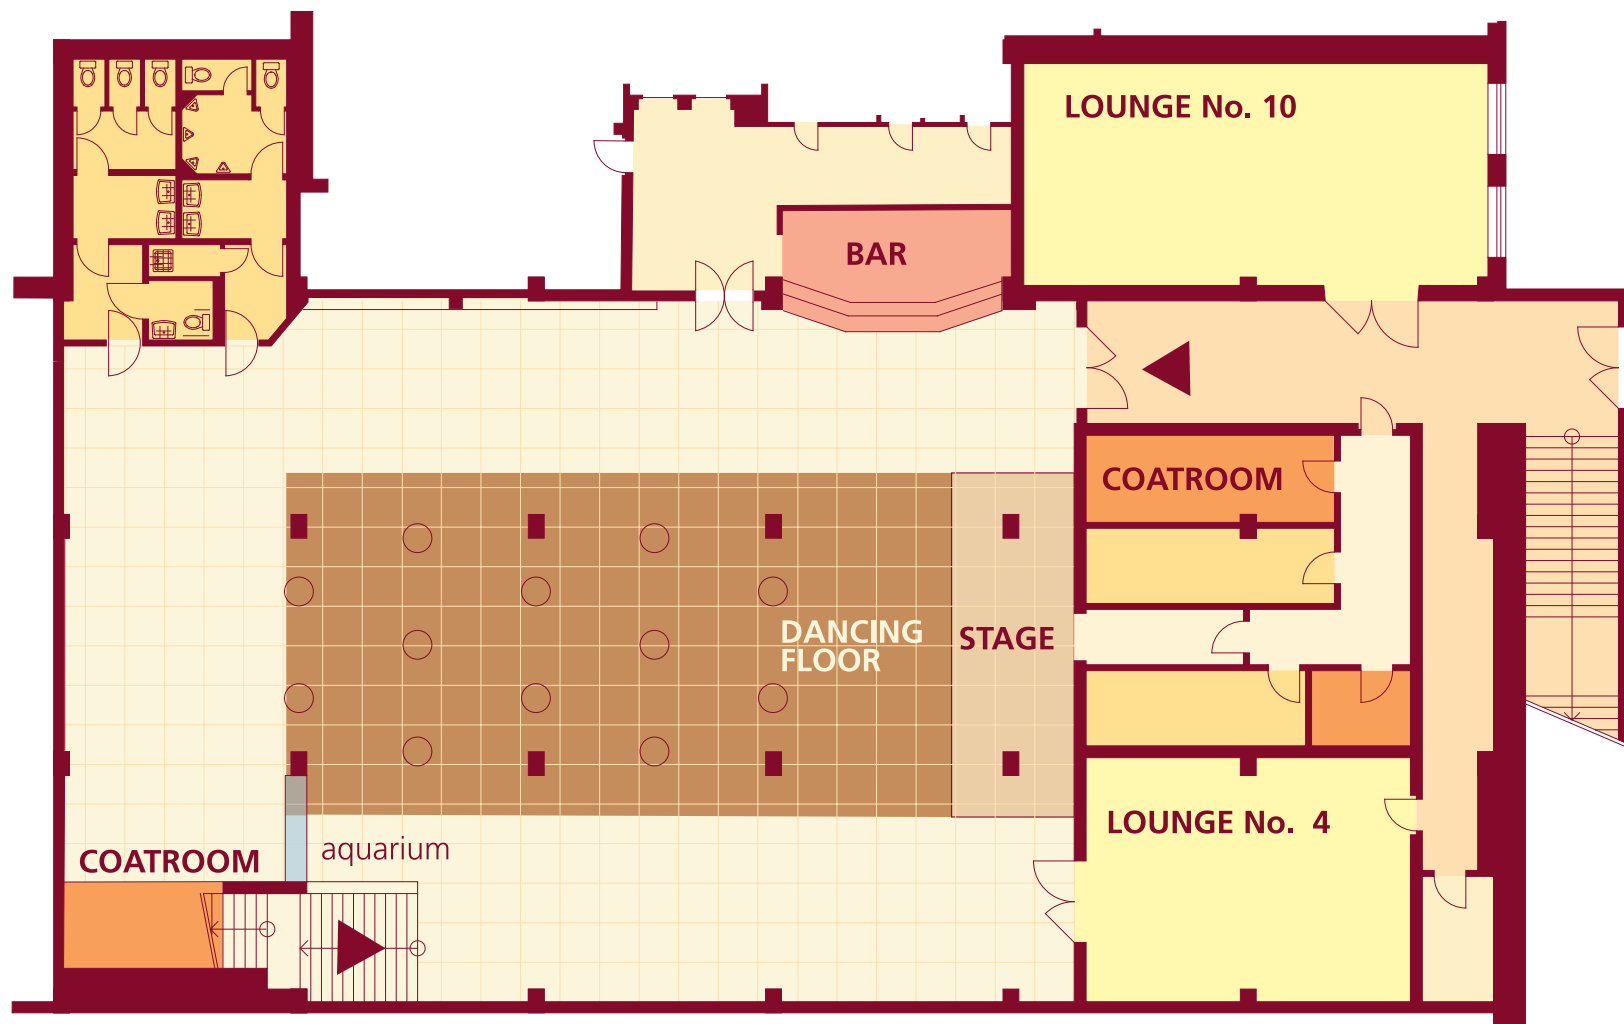 LOUNGE No. 10
BAR
COATROOM
DANCING
FLOOR
STAGE
LOUNGE No. 4
aquarium
COATROOM